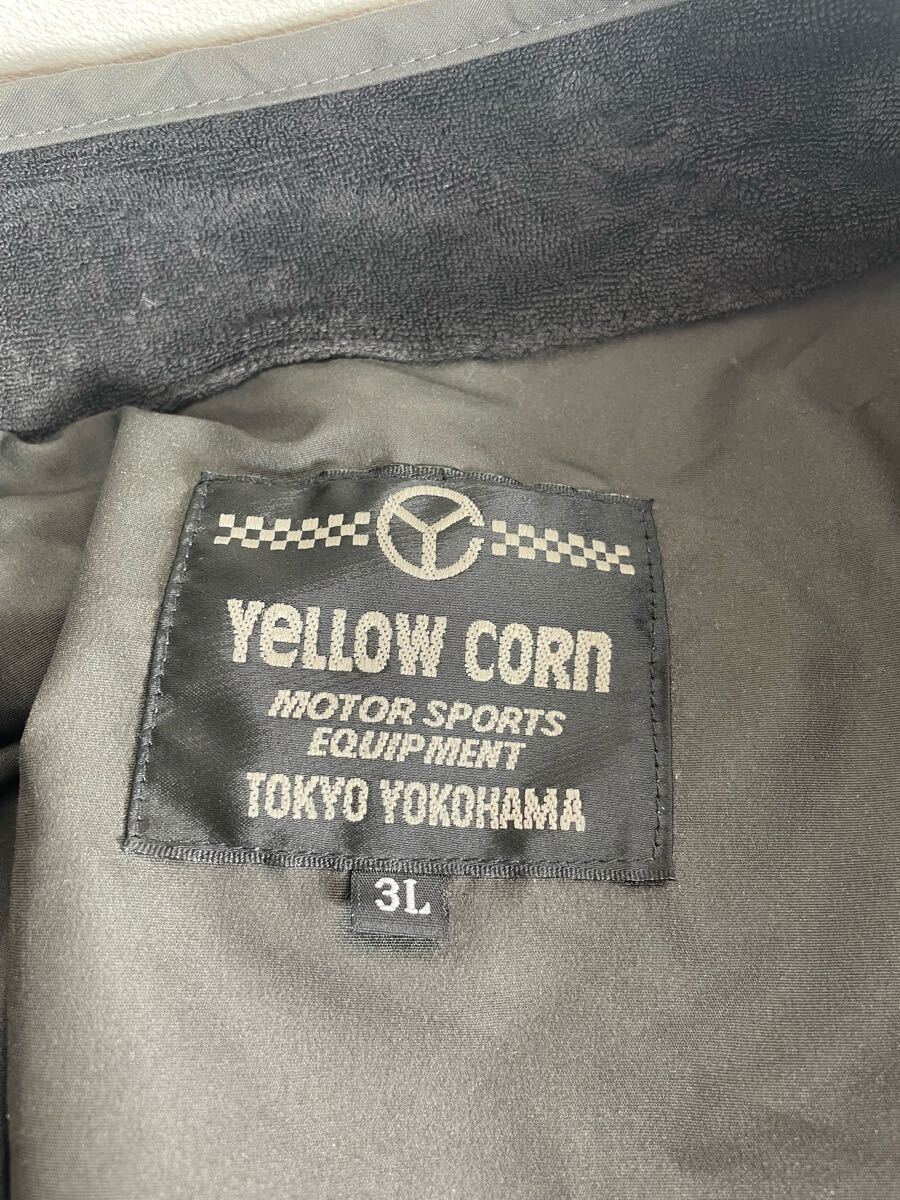 YeLLOW CORn
MOTOR SPORTS
EQUIPMENT
TOKYO YOKOHAMA
3L